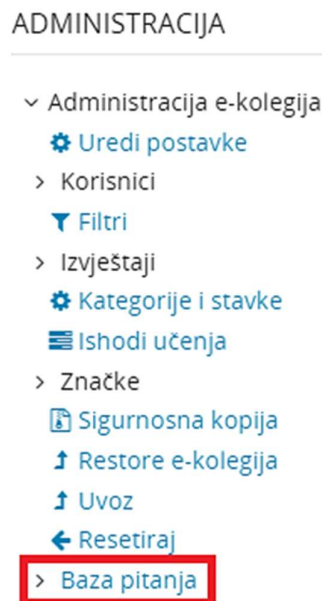 ADMINISTRACIJA
Administracija e-kolegija
Uredi postavke
Korisnici
Filtri
Izvještaji
Kategorije i stavke
Ishodi učenja
Značke
Sigurnosna kopija
Restore e-kolegija
Uvoz
Resetiraj
Baza pitanja